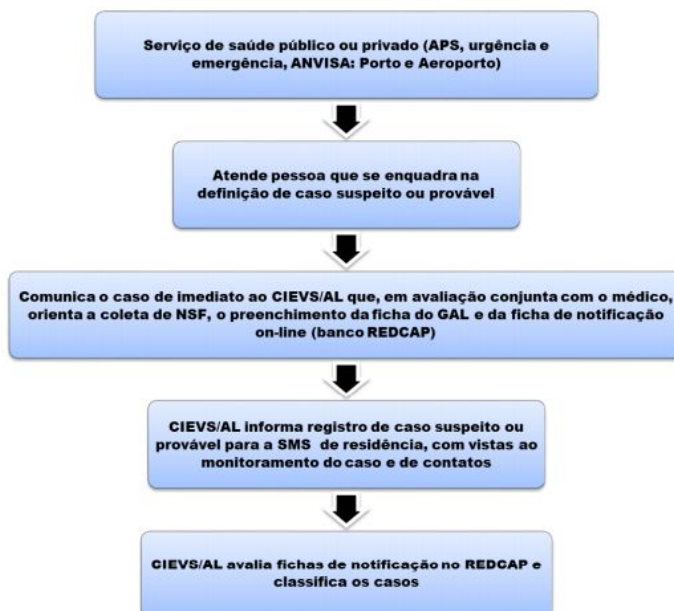 Serviço de saúde público ou privado (APS, urgência e
emergência, ANVISA: Porto e Aeroporto)
Atende pessoa que se enquadra na
definição de caso suspeito ou provável
Comunica o caso de imediato ao CIEVS/AL que, em avaliação conjunta com o médico,
orienta a coleta de NSF, o preenchimento da ficha do GAL e da ficha de notificação
on-line (banco REDCAP)
CIEVS/AL informa registro de caso suspeito ou
provável para a SMS de residência, com vistas ao
monitoramento do caso e de contatos
CIEVS/AL avalia fichas de notificação no REDCAP e
classifica os casos